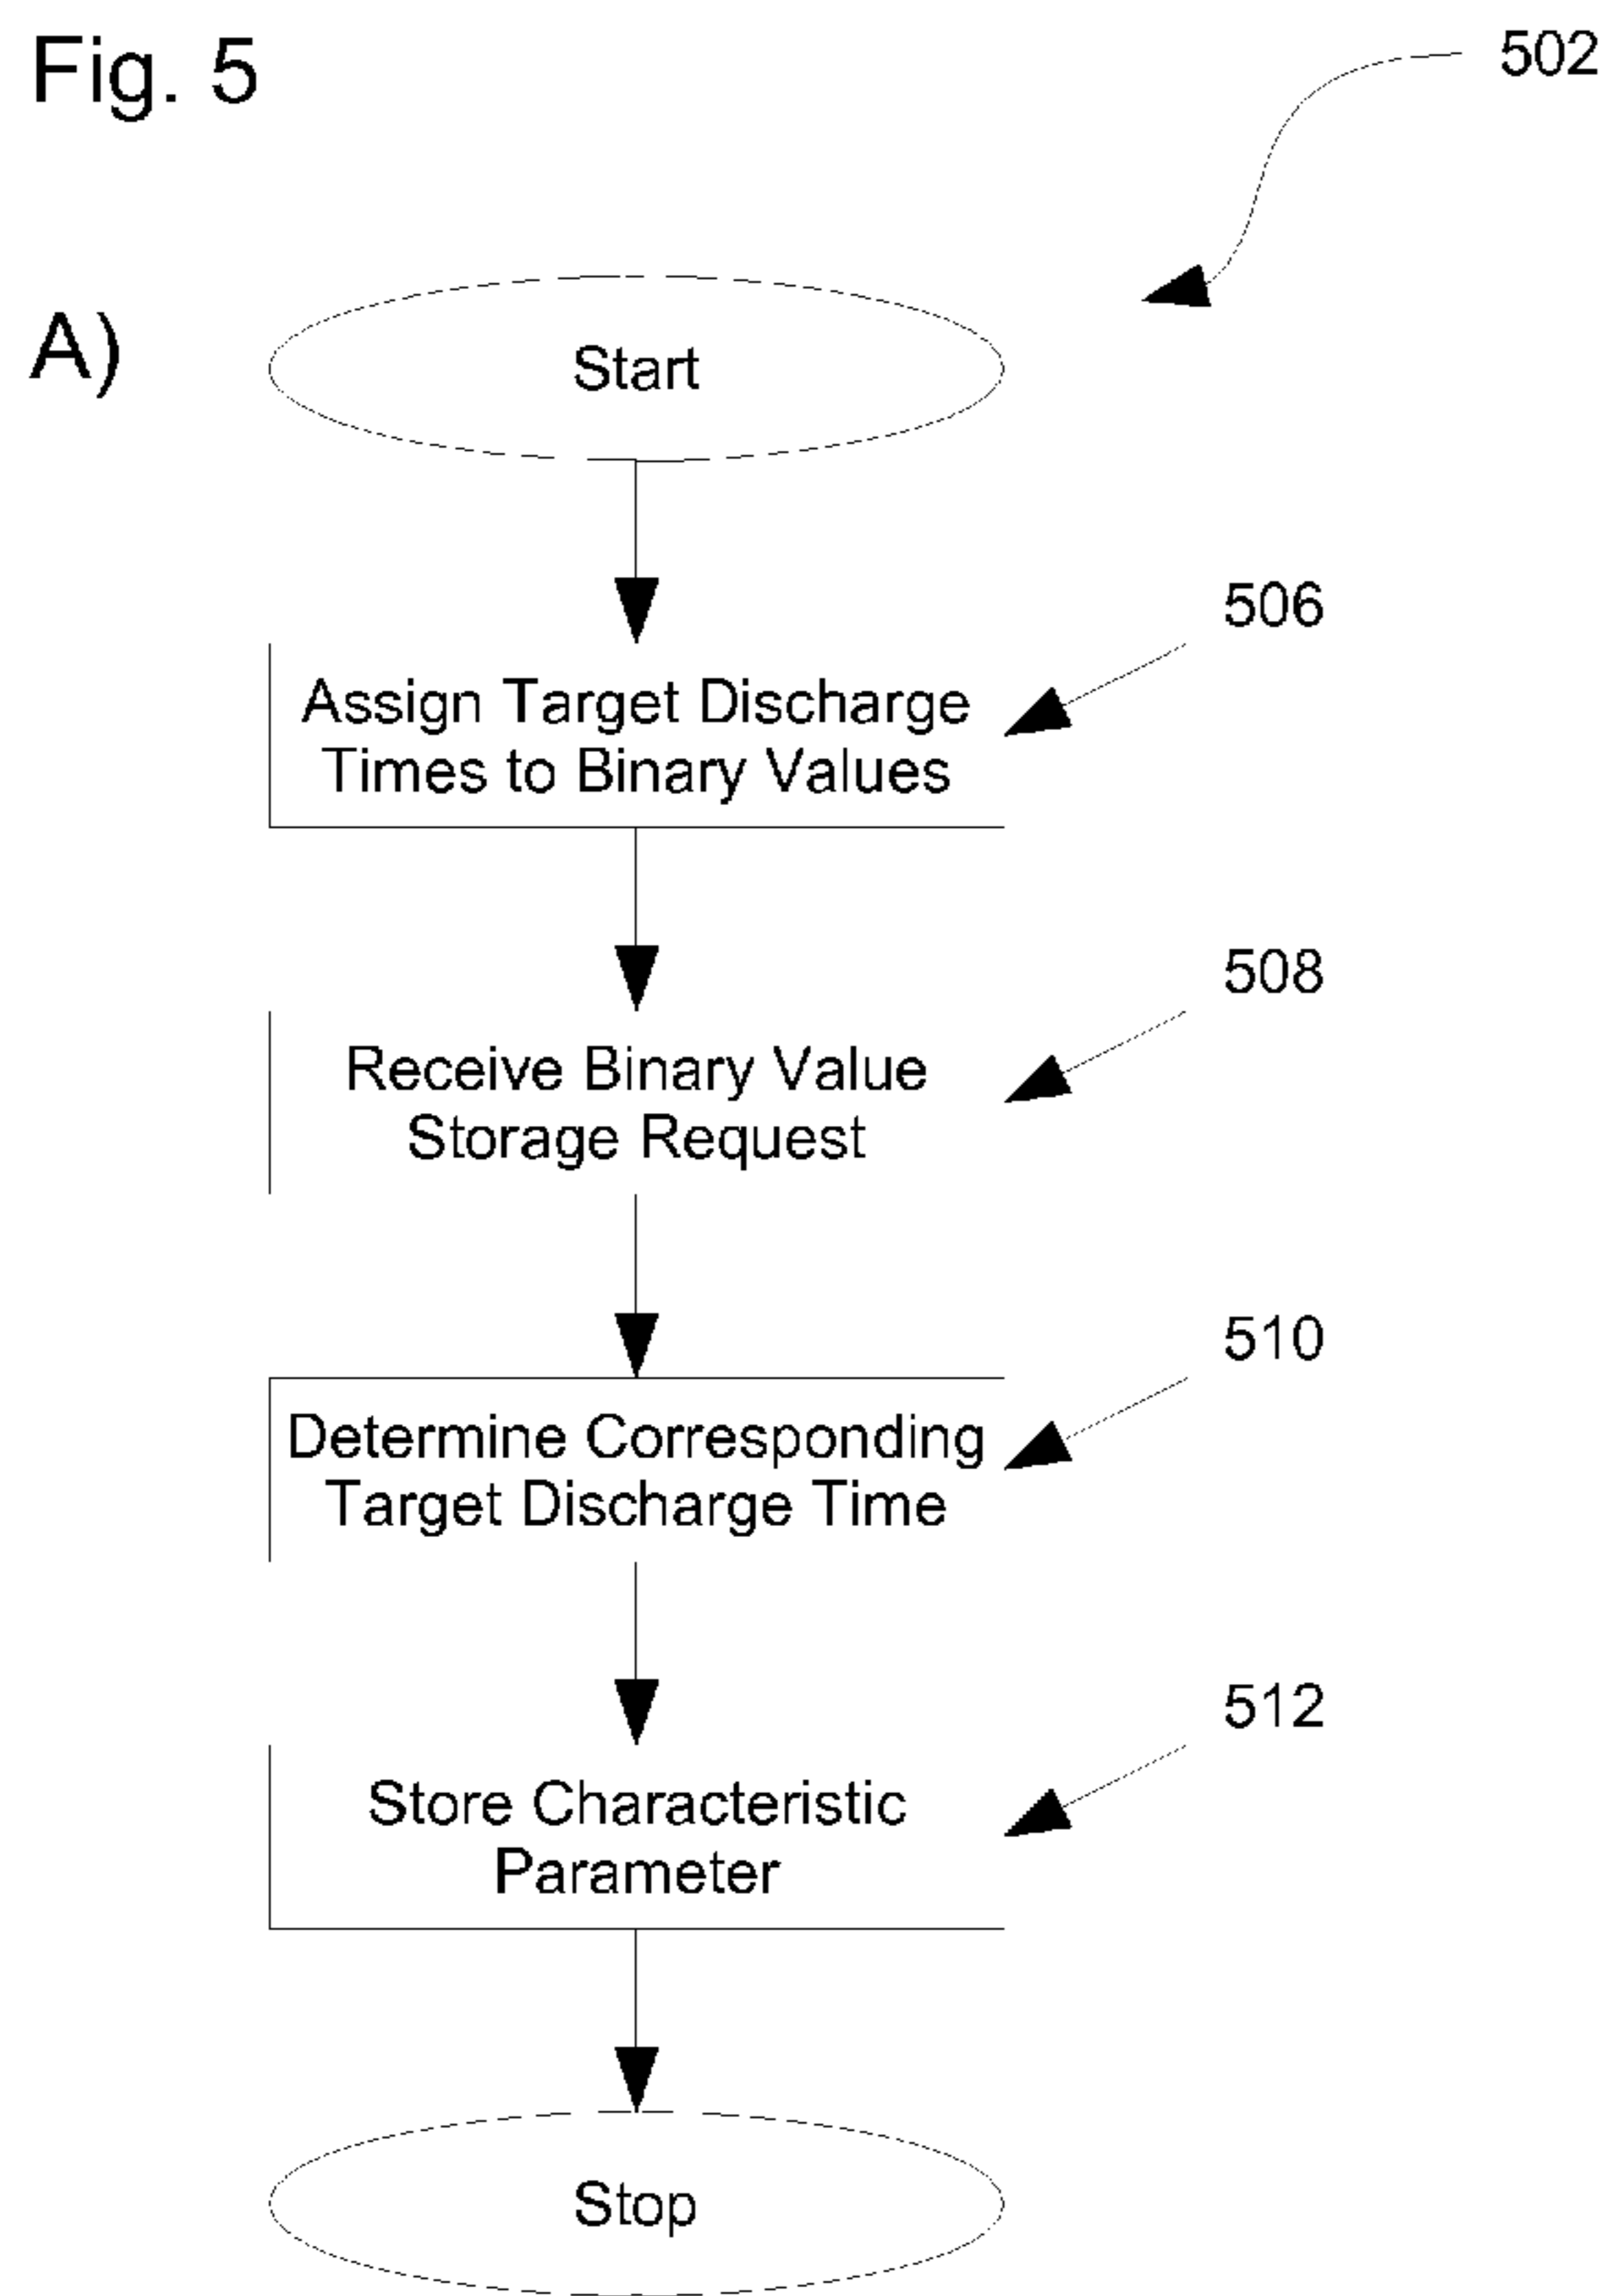 Fig. 5
502
A)
Start
506
Assign Target Discharge
Times to Binary Values
508
Receive Binary Value
Storage Request
510
Determine Corresponding
Target Discharge Time
512
Store Characteristic
Parameter
Stop